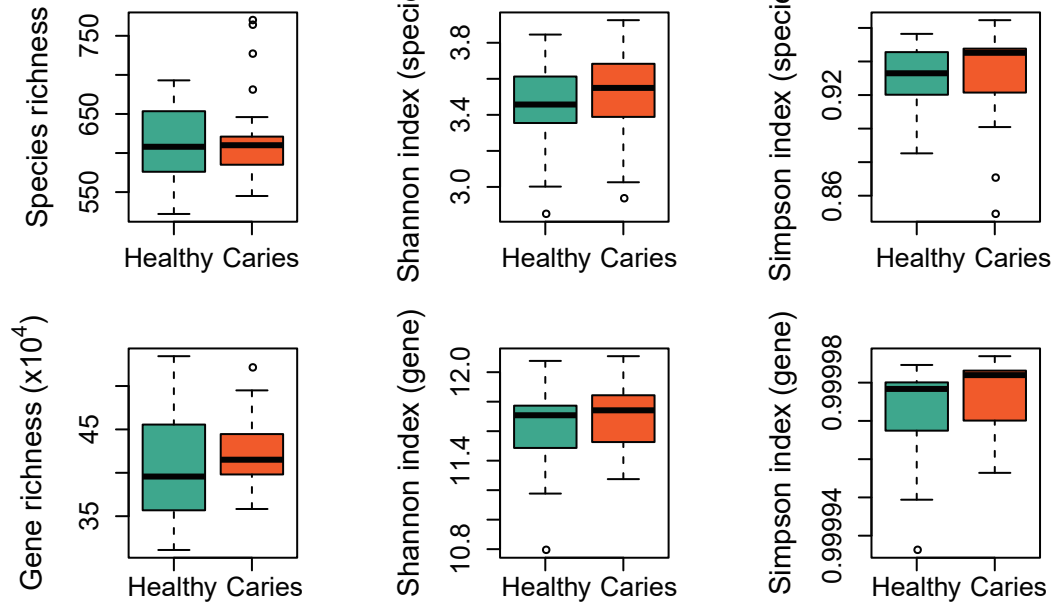 Species richness
750
650
550
Healthy Caries
Shannon index (speci
3.8
3.4
3.0
Healthy Caries
Simpson index (speci
0.92
0.86
Healthy Caries
Gene richness (x10⁴)
45
35
Healthy Caries
Shannon index (gene)
12.0
11.4
10.8
Healthy Caries
Simpson index (gene)
0.99998
0.99994
Healthy Caries